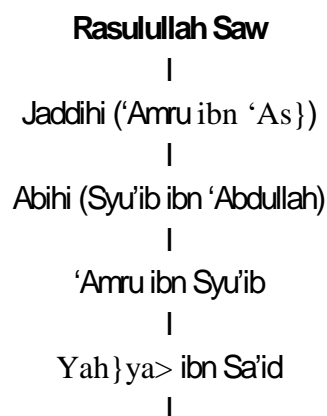 Rasulullah Saw
Jaddihi (‘Amru ibn ‘As})
Abihi (Syu’ib ibn ‘Abdullah)
‘Amru ibn Syu’ib
Yah}ya> ibn Sa’id